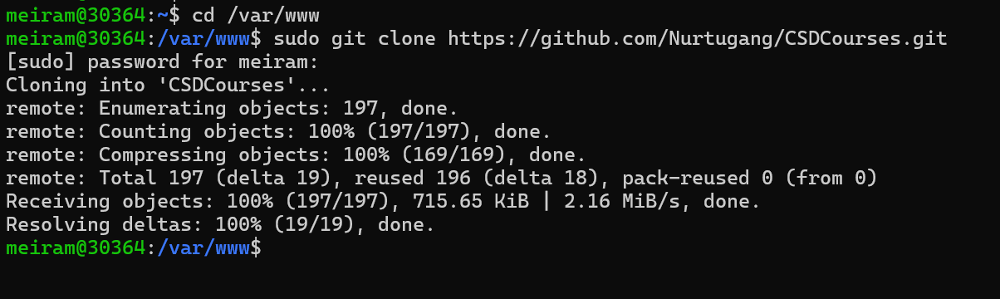 meiram@30364:~$ cd /var/www
meiram@30364:/var/www$ sudo git clone https://github.com/Nurtugang/CSDCourses.git
[sudo] password for meiram:
Cloning into 'CSDCourses'...
remote: Enumerating objects: 197, done.
remote: Counting objects: 100% (197/197), done.
remote: Compressing objects: 100% (169/169), done.
remote: Total 197 (delta 19), reused 196 (delta 18), pack-reused 0 (from 0)
Receiving objects: 100% (197/197), 715.65 KiB | 2.16 MiB/s, done.
Resolving deltas: 100% (19/19), done.
meiram@30364:/var/www$